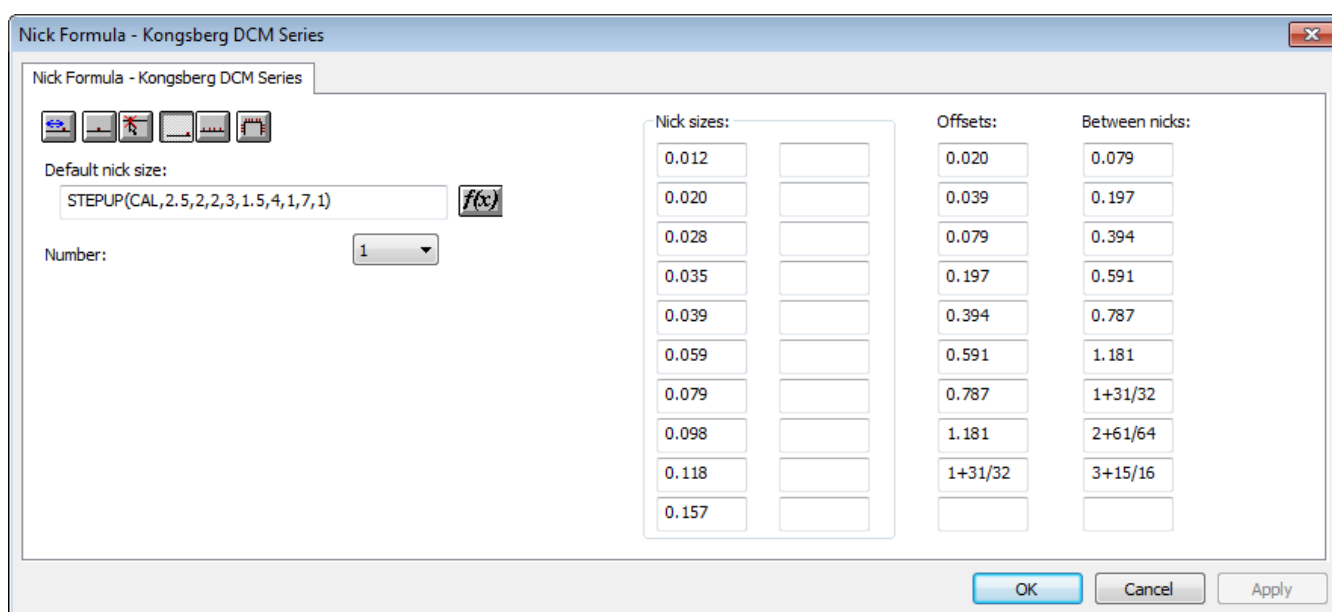 Nick Formula - Kongsberg DCM Series
Nick Formula - Kongsberg DCM Series
Default nick size:
STEPUP(CAL,2.5,2,2,3,1.5,4,1,7,1)
f(x)
Number:
1
Nick sizes:
Offsets:
Between nicks:
0.012
0.020
0.079
0.020
0.039
0.197
0.028
0.079
0.394
0.035
0.197
0.591
0.039
0.394
0.787
0.059
0.591
1.181
0.079
0.787
1+31/32
0.098
1.181
2+61/64
0.118
1+31/32
3+15/16
0.157
OK
Cancel
Apply